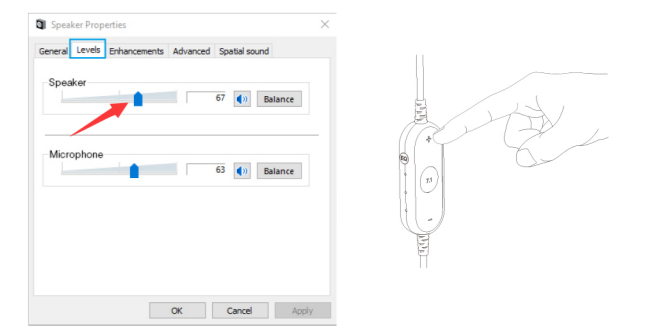 Speaker Properties
General Levels Enhancements Advanced Spatial sound
Speaker
67 Balance
Microphone
63 Balance
OK Cancel Apply
EQ
7.1